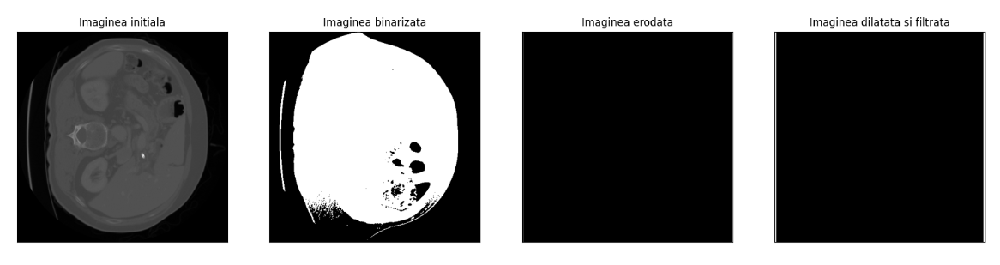 Imaginea initiala
Imaginea binarizata
Imaginea erodata
Imaginea dilatata si filtrata